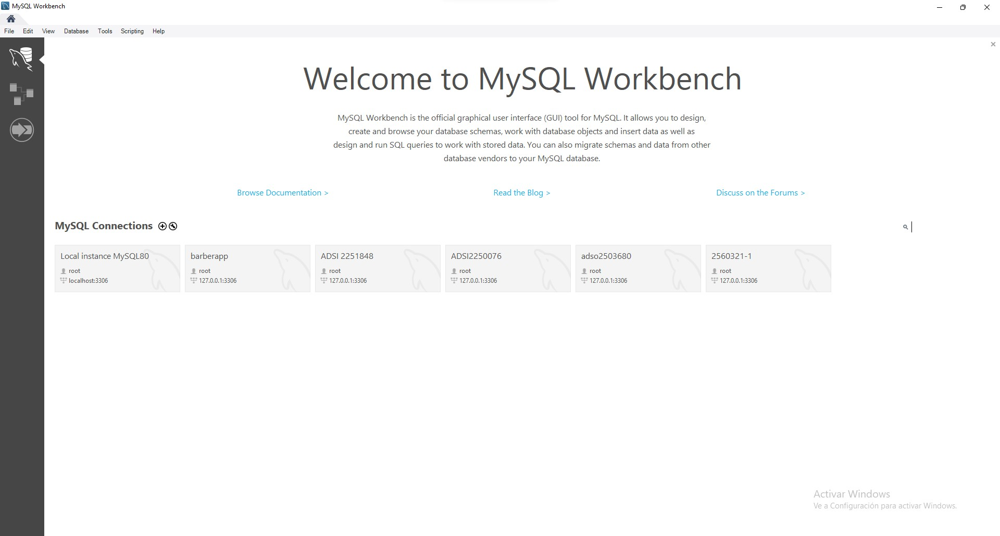 MySQL Workbench
File Edit View Database Tools Scripting Help
Welcome to MySQL Workbench
MySQL Workbench is the official graphical user interface (GUI) tool for MySQL. It allows you to design,
create and browse your database schemas, work with database objects and insert data as well as
design and run SQL queries to work with stored data. You can also migrate schemas and data from other
database vendors to your MySQL database.
Browse Documentation > Read the Blog > Discuss on the Forums >
MySQL Connections
Local instance MySQL80
root
localhost:3306
barberapp
root
127.0.0.1:3306
ADSI 2251848
root
127.0.0.1:3306
ADSI2250076
root
127.0.0.1:3306
adso2503680
root
127.0.0.1:3306
2560321-1
root
127.0.0.1:3306
Activar Windows
Ve a Configuración para activar Windows.